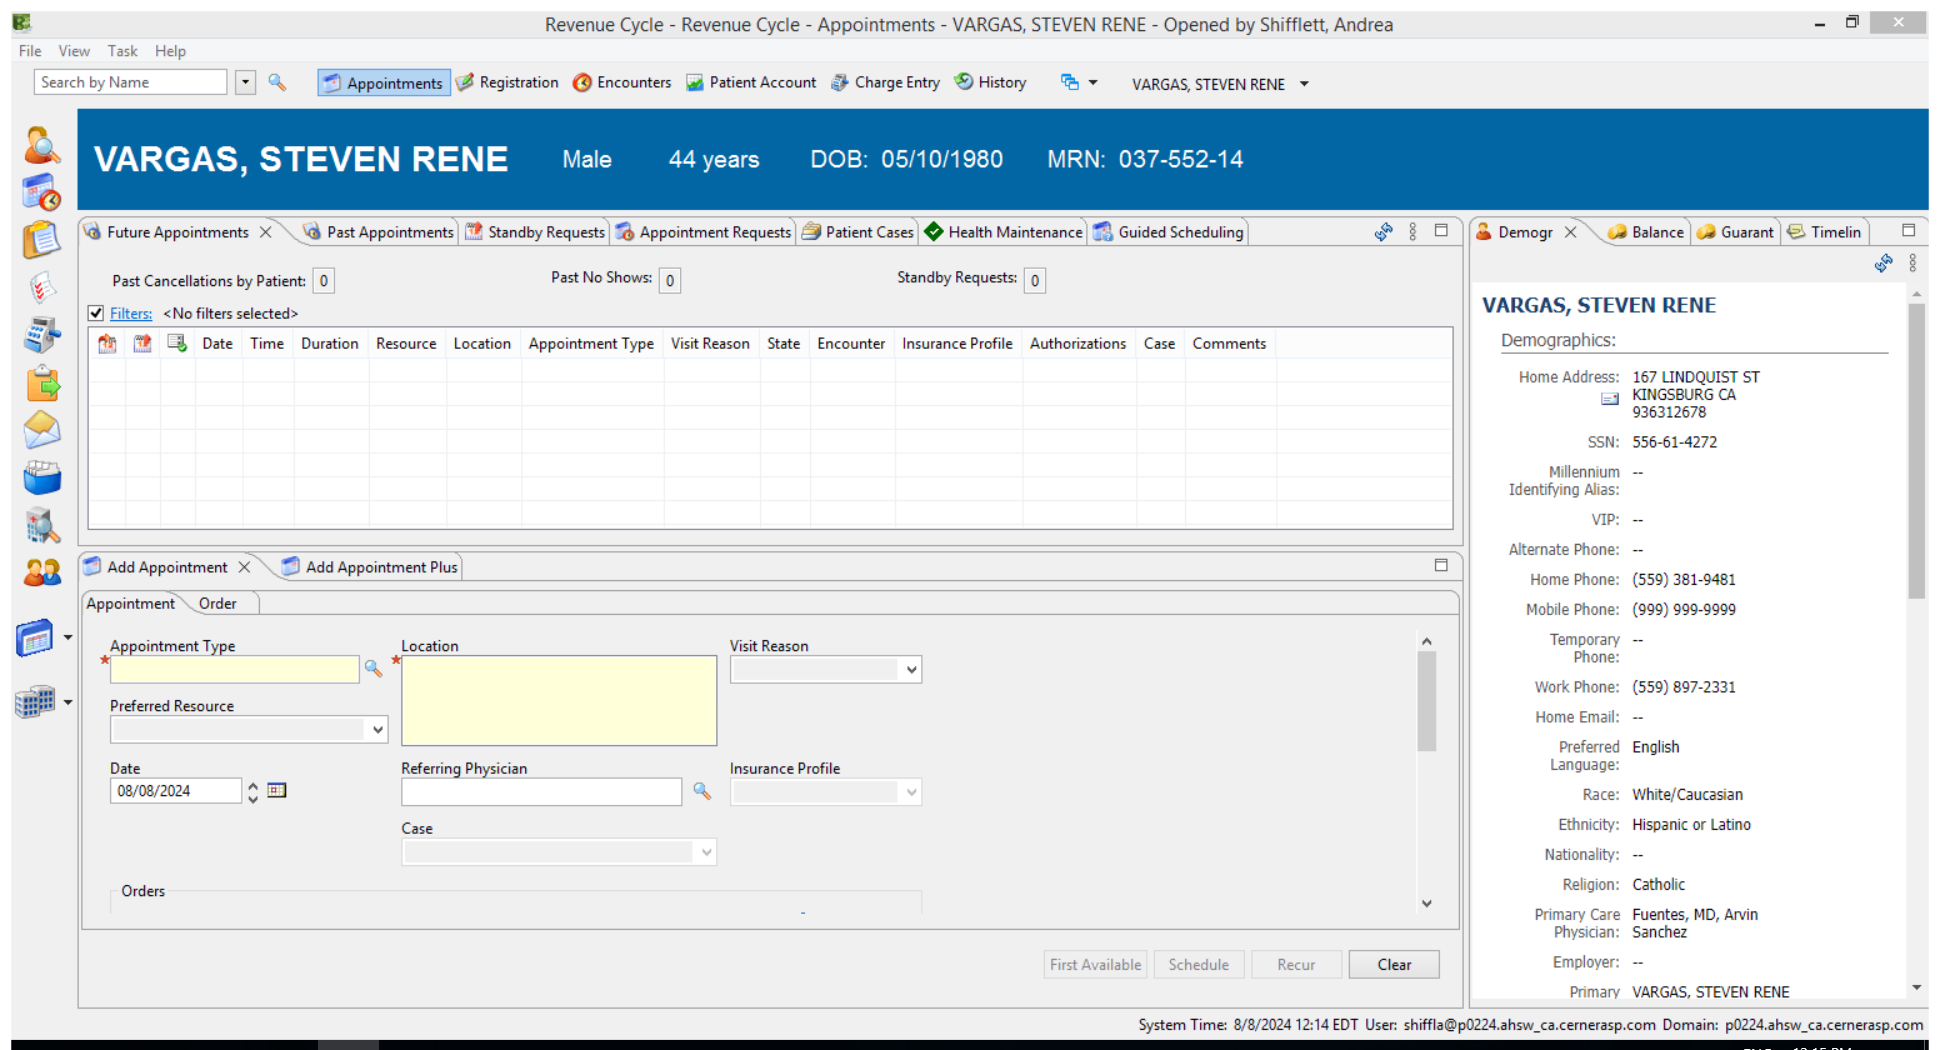 Revenue Cycle - Revenue Cycle - Appointments - VARGAS, STEVEN RENE - Opened by Shifflett, Andrea
File View Task Help
Search by Name Appointments Registration Encounters Patient Account Charge Entry History VARGAS, STEVEN RENE
VARGAS, STEVEN RENE Male 44 years DOB: 05/10/1980 MRN: 037-552-14
Future Appointments Past Appointments Standby Requests Appointment Requests Patient Cases Health Maintenance Guided Scheduling
Past Cancellations by Patient: 0 Past No Shows: 0 Standby Requests: 0
Filters: <No filters selected>
Date Time Duration Resource Location Appointment Type Visit Reason State Encounter Insurance Profile Authorizations Case Comments
Add Appointment Add Appointment Plus
Appointment Order
Appointment Type Location Visit Reason
Preferred Resource
Date Referring Physician Insurance Profile
08/08/2024
Case
Orders
First Available Schedule Recur Clear
Demogr Balance Guarant Timelin
VARGAS, STEVEN RENE
Demographics:
Home Address: 167 LINDQUIST ST
KINGSBURG CA
936312678
SSN: 556-61-4272
Millennium --
Identifying Alias:
VIP: --
Alternate Phone: --
Home Phone: (559) 381-9481
Mobile Phone: (999) 999-9999
Temporary --
Phone:
Work Phone: (559) 897-2331
Home Email: --
Preferred English
Language:
Race: White/Caucasian
Ethnicity: Hispanic or Latino
Nationality: --
Religion: Catholic
Primary Care Fuentes, MD, Arvin
Physician: Sanchez
Employer: --
Primary VARGAS, STEVEN RENE
System Time: 8/8/2024 12:14 EDT User: shiffla@p0224.ahsw_ca.cernerasp.com Domain: p0224.ahsw_ca.cernerasp.com